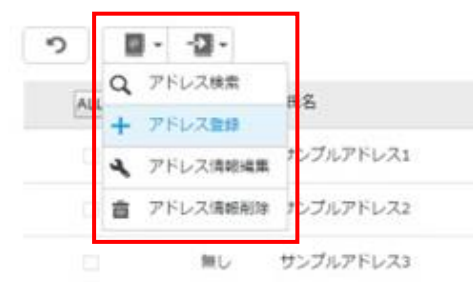 アドレス検索
ALL
氏名
アドレス登録
アドレス情報編集
サンプルアドレス1
アドレス情報削除
サンプルアドレス2
無し サンプルアドレス3